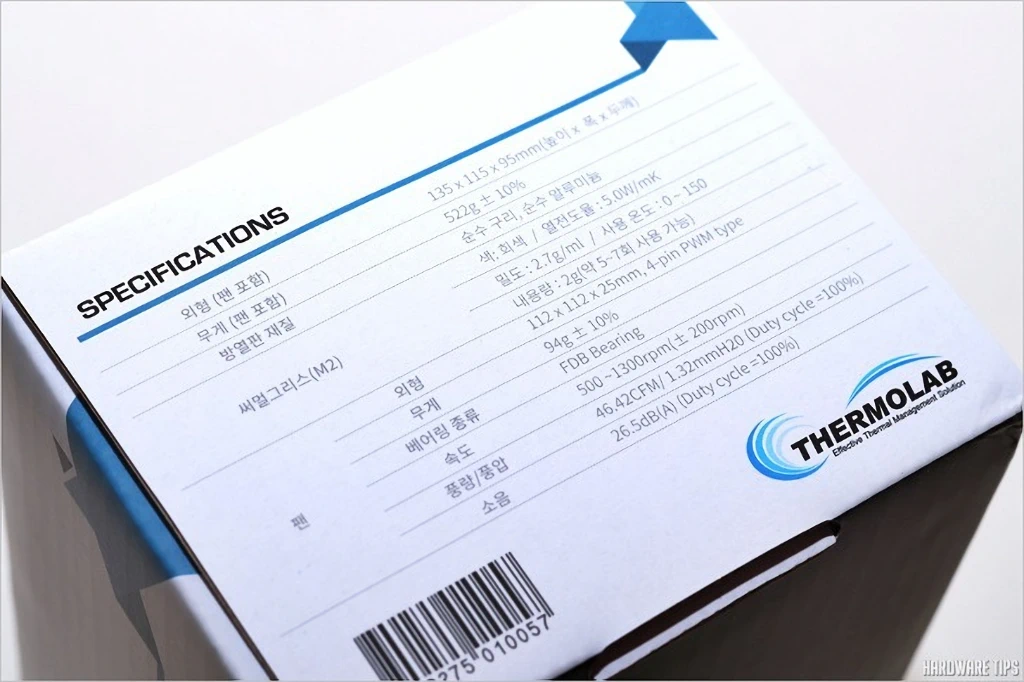 SPECIFICATIONS
외형 (팬 포함) 135 x 115 x 95mm(높이 x 폭 x 두께)
무게 (팬 포함) 522g ± 10%
방열판 재질 순수 구리, 순수 알루미늄
써멀그리스(M2) 색: 회색 / 열전도율 : 5.0W/mK
밀도 : 2.7g/ml / 사용 온도 : 0 ~ 150
내용량 : 2g(약 5~7회 사용 가능)
팬 외형 112 x 112 x 25mm, 4-pin PWM type
무게 94g ± 10%
베어링 종류 FDB Bearing
속도 500 ~1300rpm(± 200rpm)
풍량/풍압 46.42CFM/ 1.32mmH20 (Duty cycle =100%)
소음 26.5dB(A) (Duty cycle =100%)
THERMOLAB
Effective Thermal Management Solution
275 010057
HARDWARE TIPS